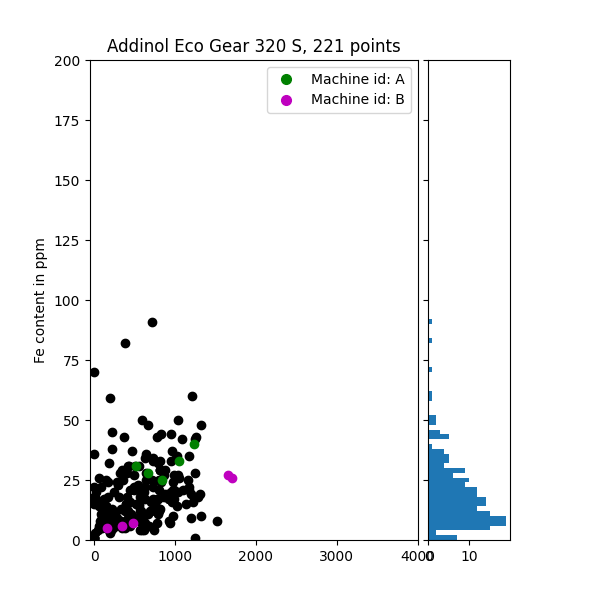 Addinol Eco Gear 320 S, 221 points
Machine id: A
Machine id: B
Fe content in ppm
200
175
150
125
100
75
50
25
0
0 1000 2000 3000 4000
0 10